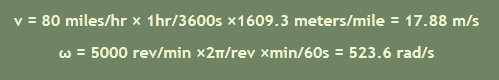 v = 80 miles/hr × 1hr/3600s ×1609.3 meters/mile = 17.88 m/s
ω = 5000 rev/min ×2π/rev ×min/60s = 523.6 rad/s